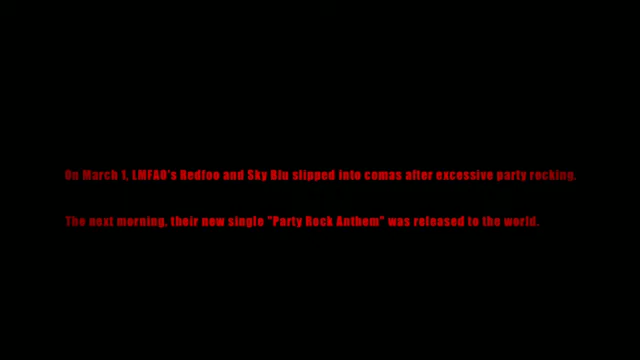 On March 1, LMFAO's Redfoo and Sky Blu slipped into comas after excessive party rocking.
The next morning, their new single "Party Rock Anthem" was released to the world.